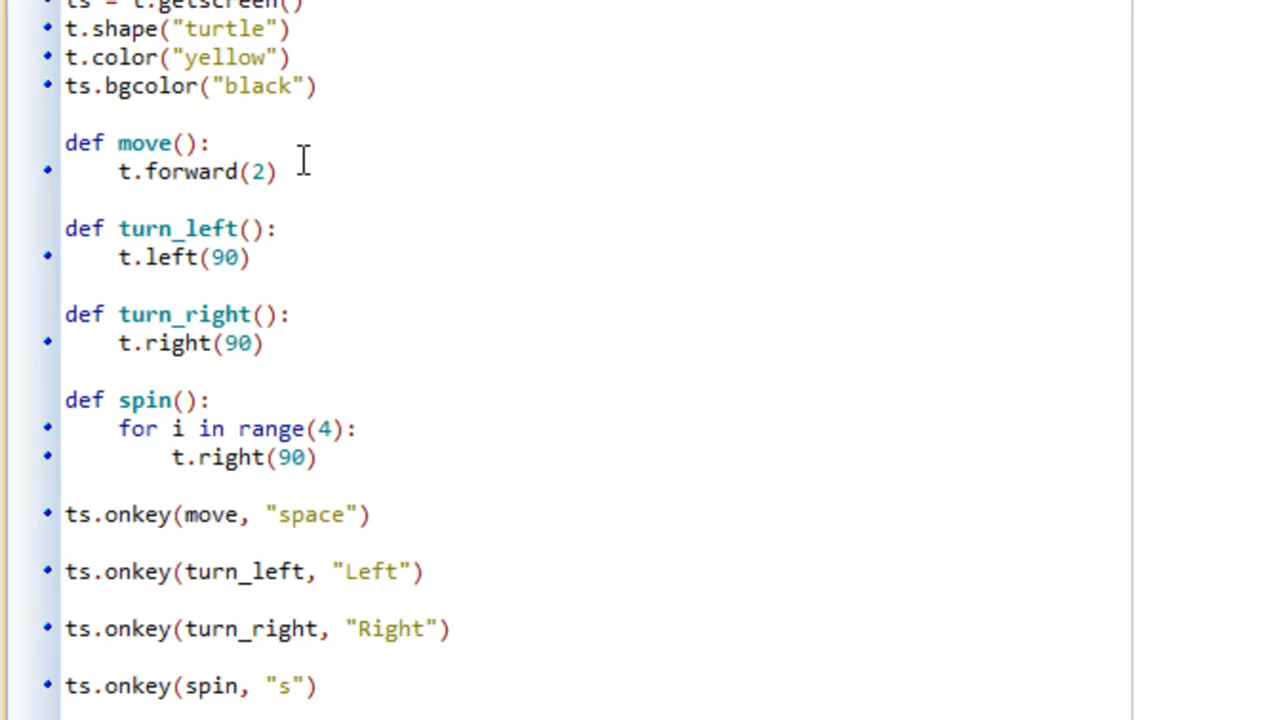 ts = t.getscreen()
t.shape("turtle")
t.color("yellow")
ts.bgcolor("black")
def move():
    t.forward(2)
def turn_left():
    t.left(90)
def turn_right():
    t.right(90)
def spin():
    for i in range(4):
        t.right(90)
ts.onkey(move, "space")
ts.onkey(turn_left, "Left")
ts.onkey(turn_right, "Right")
ts.onkey(spin, "s")